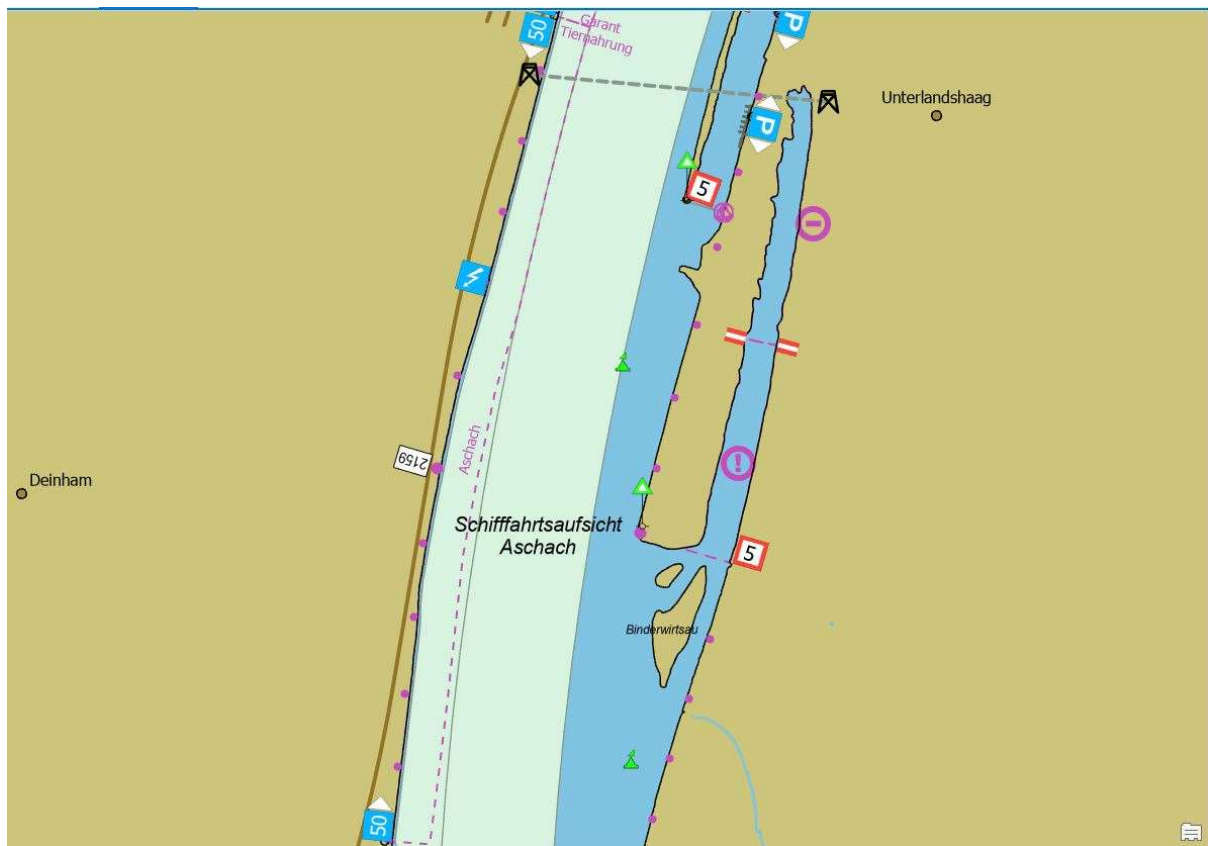 50
Garant
Tiernahrung
P
Unterlandshaag
P
5
2159
Aschach
Deinham
Schifffahrtsaufsicht
Aschach
5
Binderwirtsau
50